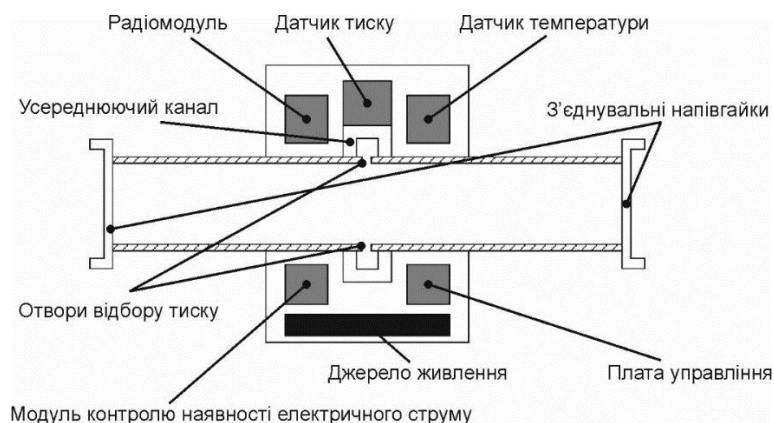 Радіомодуль
Датчик тиску
Датчик температури
Усереднюючий канал
З’єднувальні напівгайки
Отвори відбору тиску
Джерело живлення
Плата управління
Модуль контролю наявності електричного струму